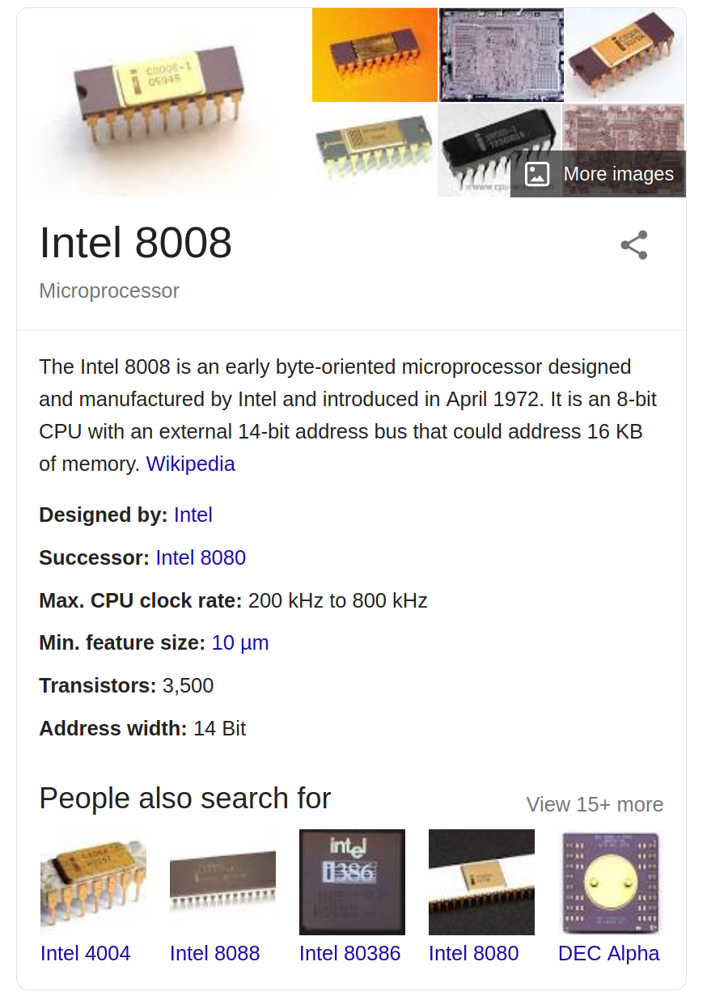 C8008-1
More images
Intel 8008
Microprocessor
The Intel 8008 is an early byte-oriented microprocessor designed
and manufactured by Intel and introduced in April 1972. It is an 8-bit
CPU with an external 14-bit address bus that could address 16 KB
of memory. Wikipedia
Designed by: Intel
Successor: Intel 8080
Max. CPU clock rate: 200 kHz to 800 kHz
Min. feature size: 10 µm
Transistors: 3,500
Address width: 14 Bit
People also search for
View 15+ more
intel
i386
Intel 4004
Intel 8088
Intel 80386
Intel 8080
DEC Alpha